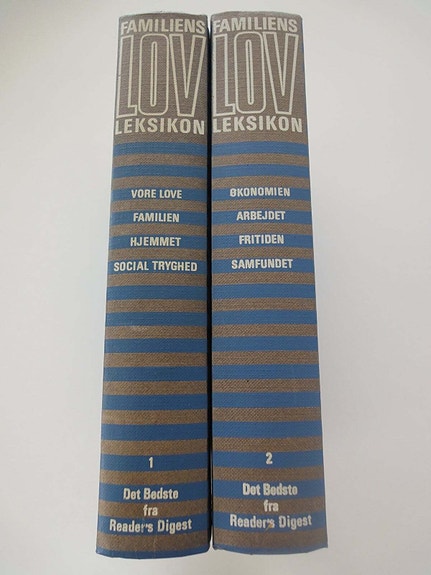 FAMILIENS
LOV
LEKSIKON
VORE LOVE
FAMILIEN
HJEMMET
SOCIAL TRYGHED
1
Det Bedste
fra
Reader's Digest
FAMILIENS
LOV
LEKSIKON
ØKONOMIEN
ARBEJDET
FRITIDEN
SAMFUNDET
2
Det Bedste
fra
Reader's Digest